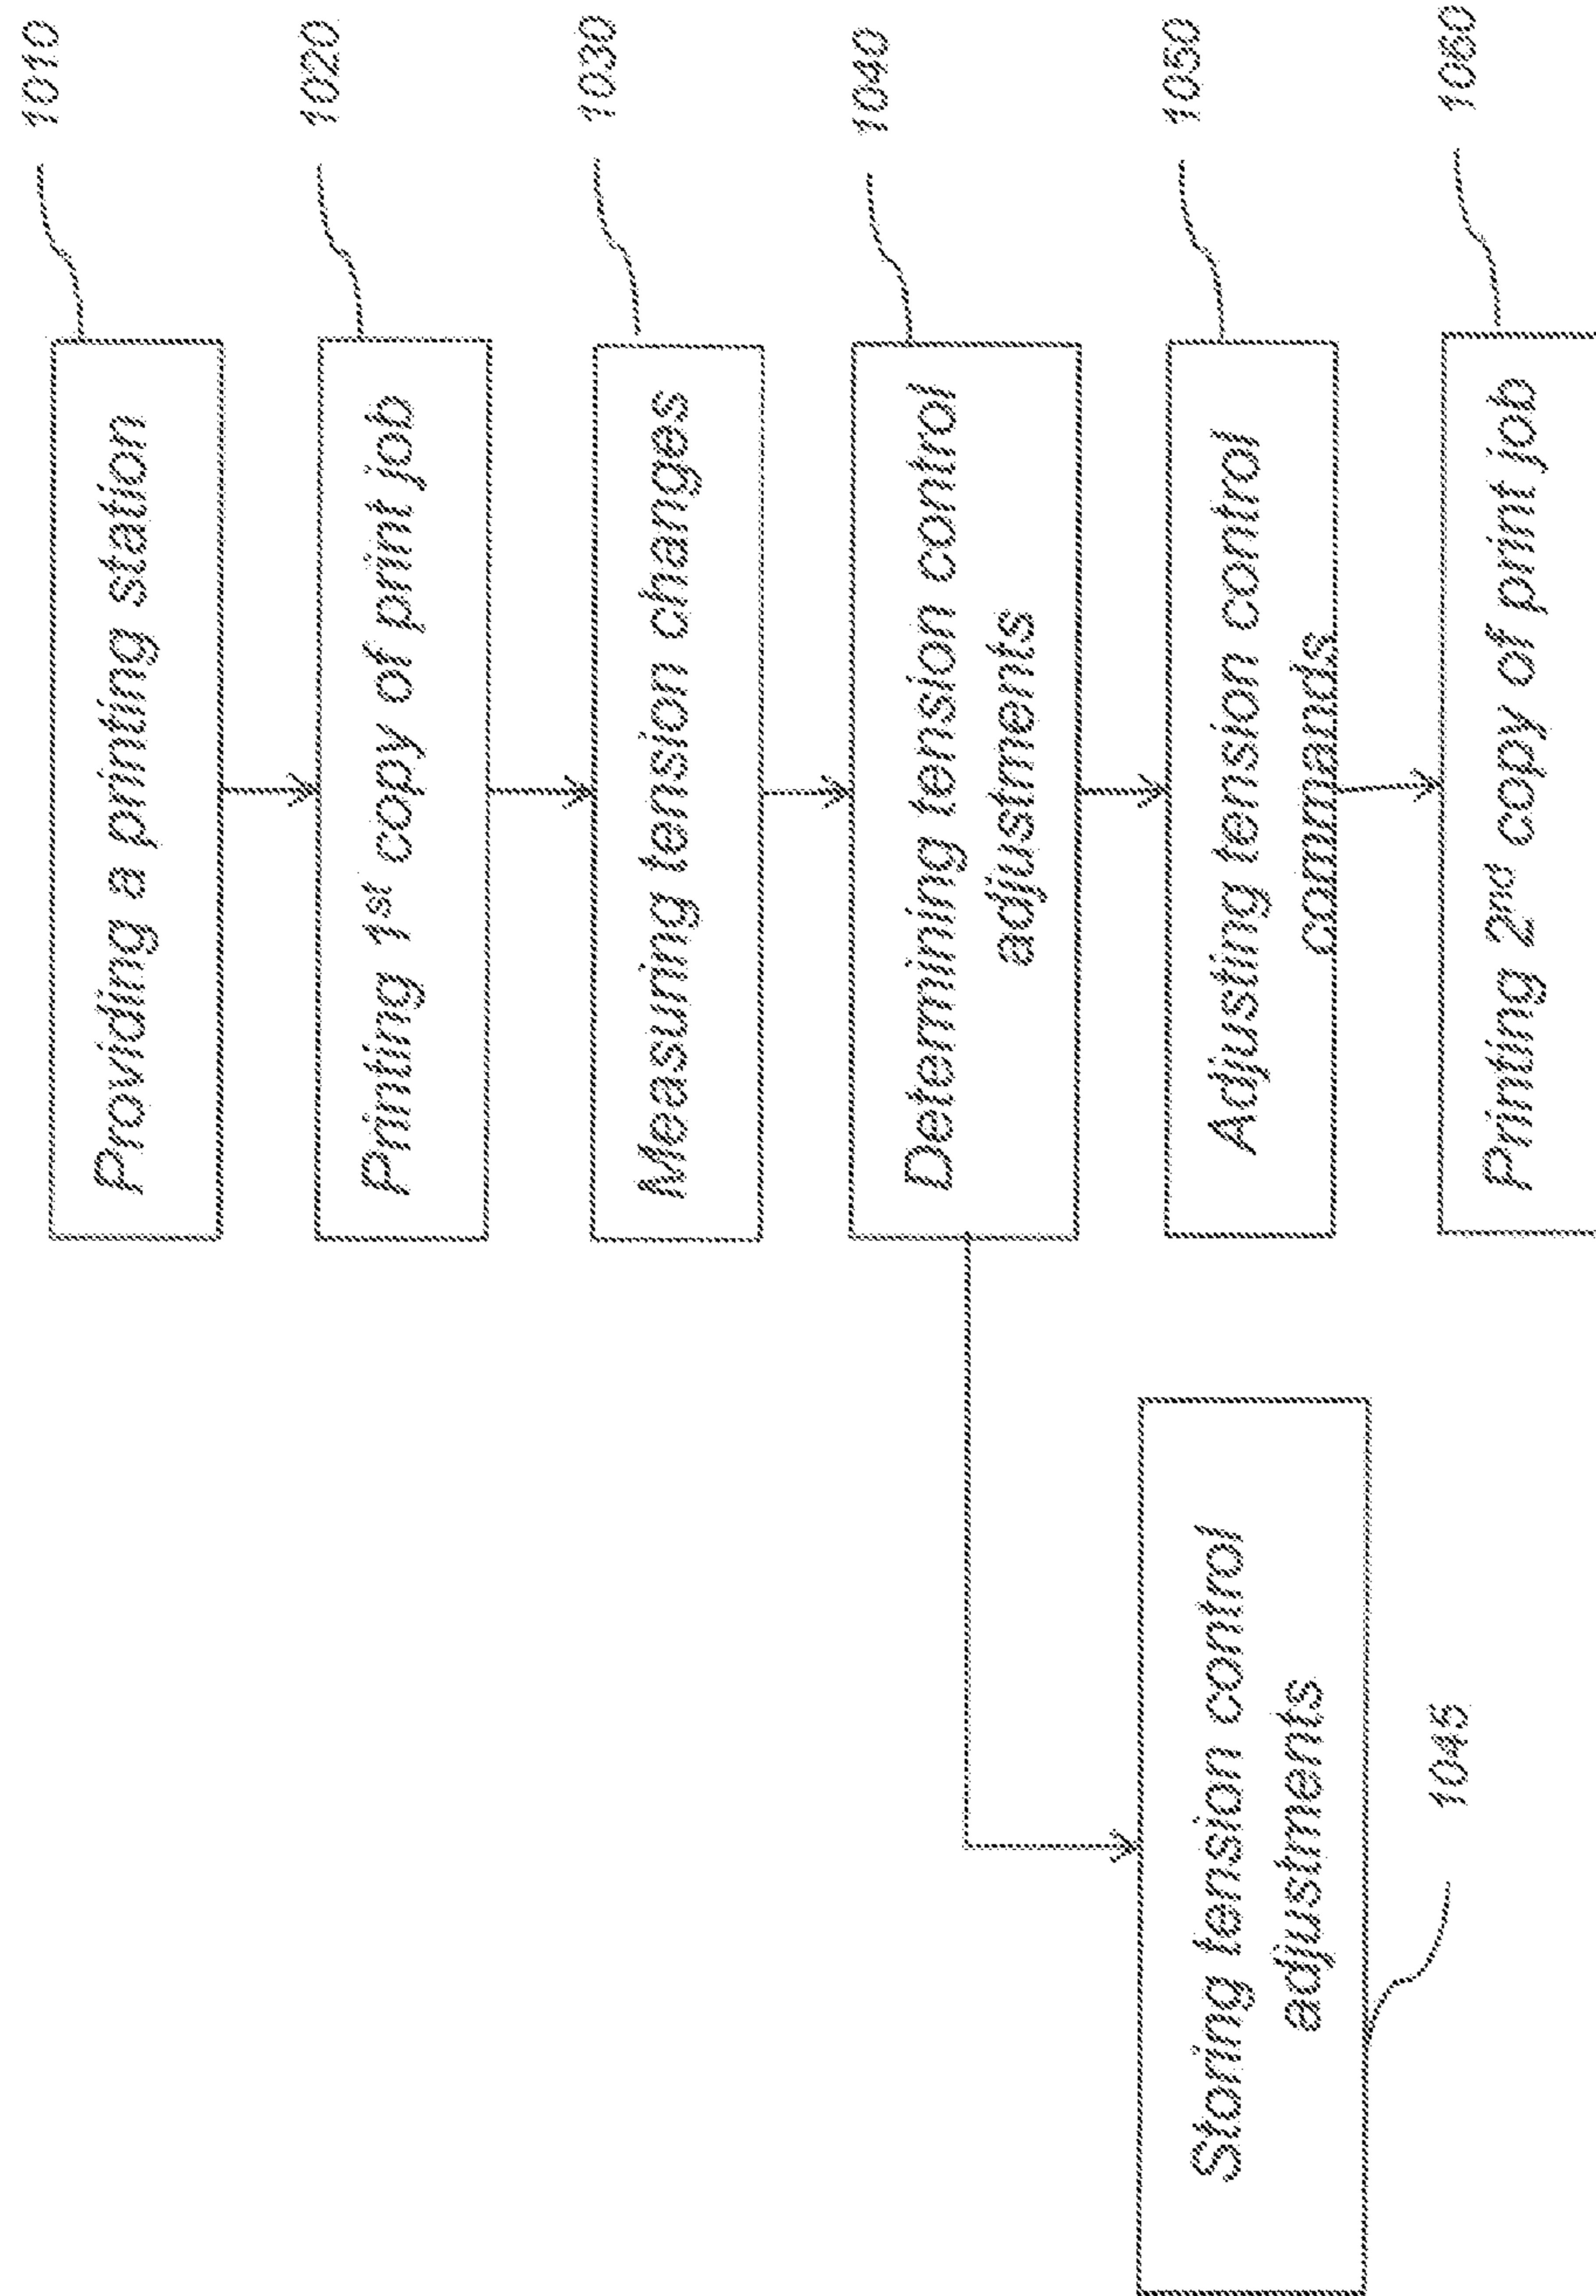 Providing a printing station
1010
Printing 1st copy of print job
1020
Measuring tension changes
1030
Determining tension control
adjustments
1040
Storing tension control
adjustments
1045
Adjusting tension control
commands
1050
Printing 2nd copy of print job
1060